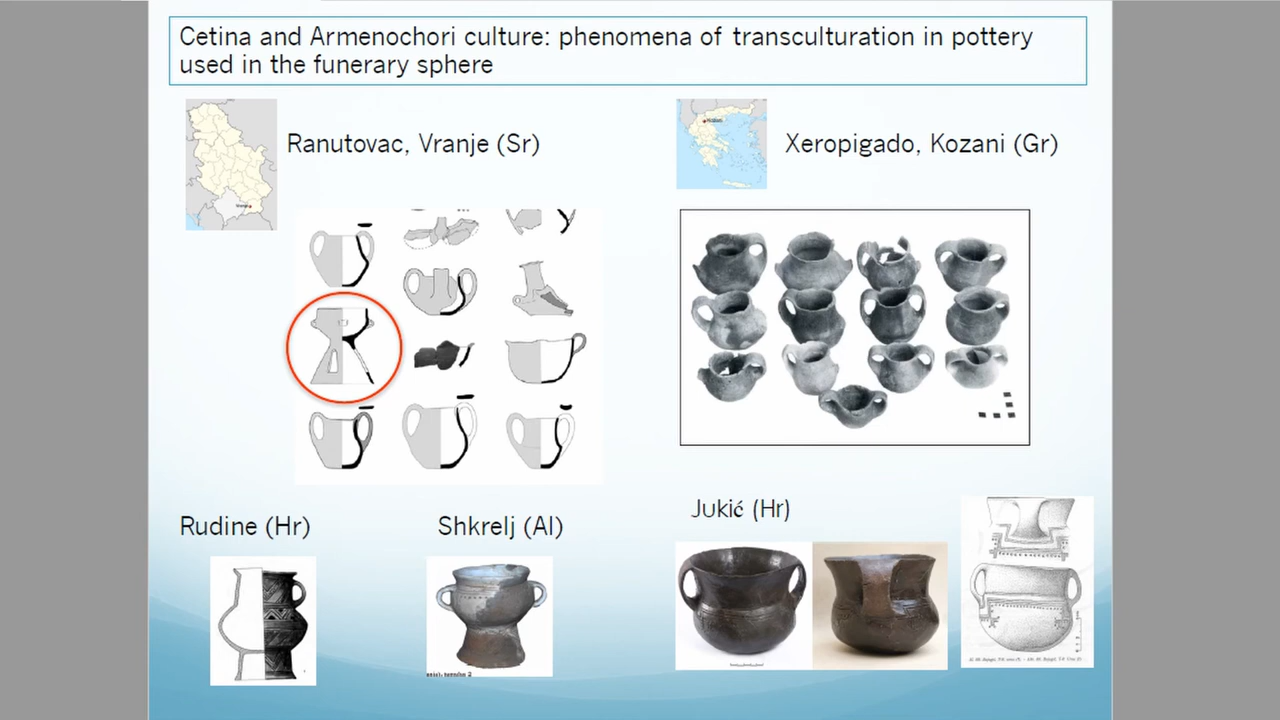 Cetina and Armenochori culture: phenomena of transculturation in pottery
used in the funerary sphere
Ranutovac, Vranje (Sr)
Xeropigado, Kozani (Gr)
Rudine (Hr)
Shkrelj (Al)
Jukić (Hr)